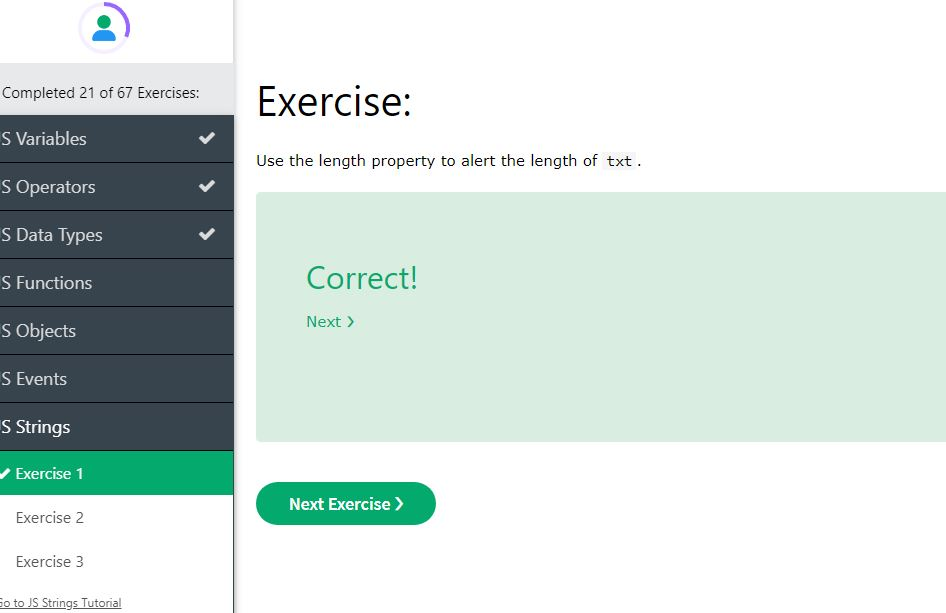 Completed 21 of 67 Exercises:
S Variables
S Operators
S Data Types
S Functions
S Objects
S Events
S Strings
Exercise 1
Exercise 2
Exercise 3
Go to JS Strings Tutorial
Exercise:
Use the length property to alert the length of txt.
Correct!
Next ❯
Next Exercise ❯